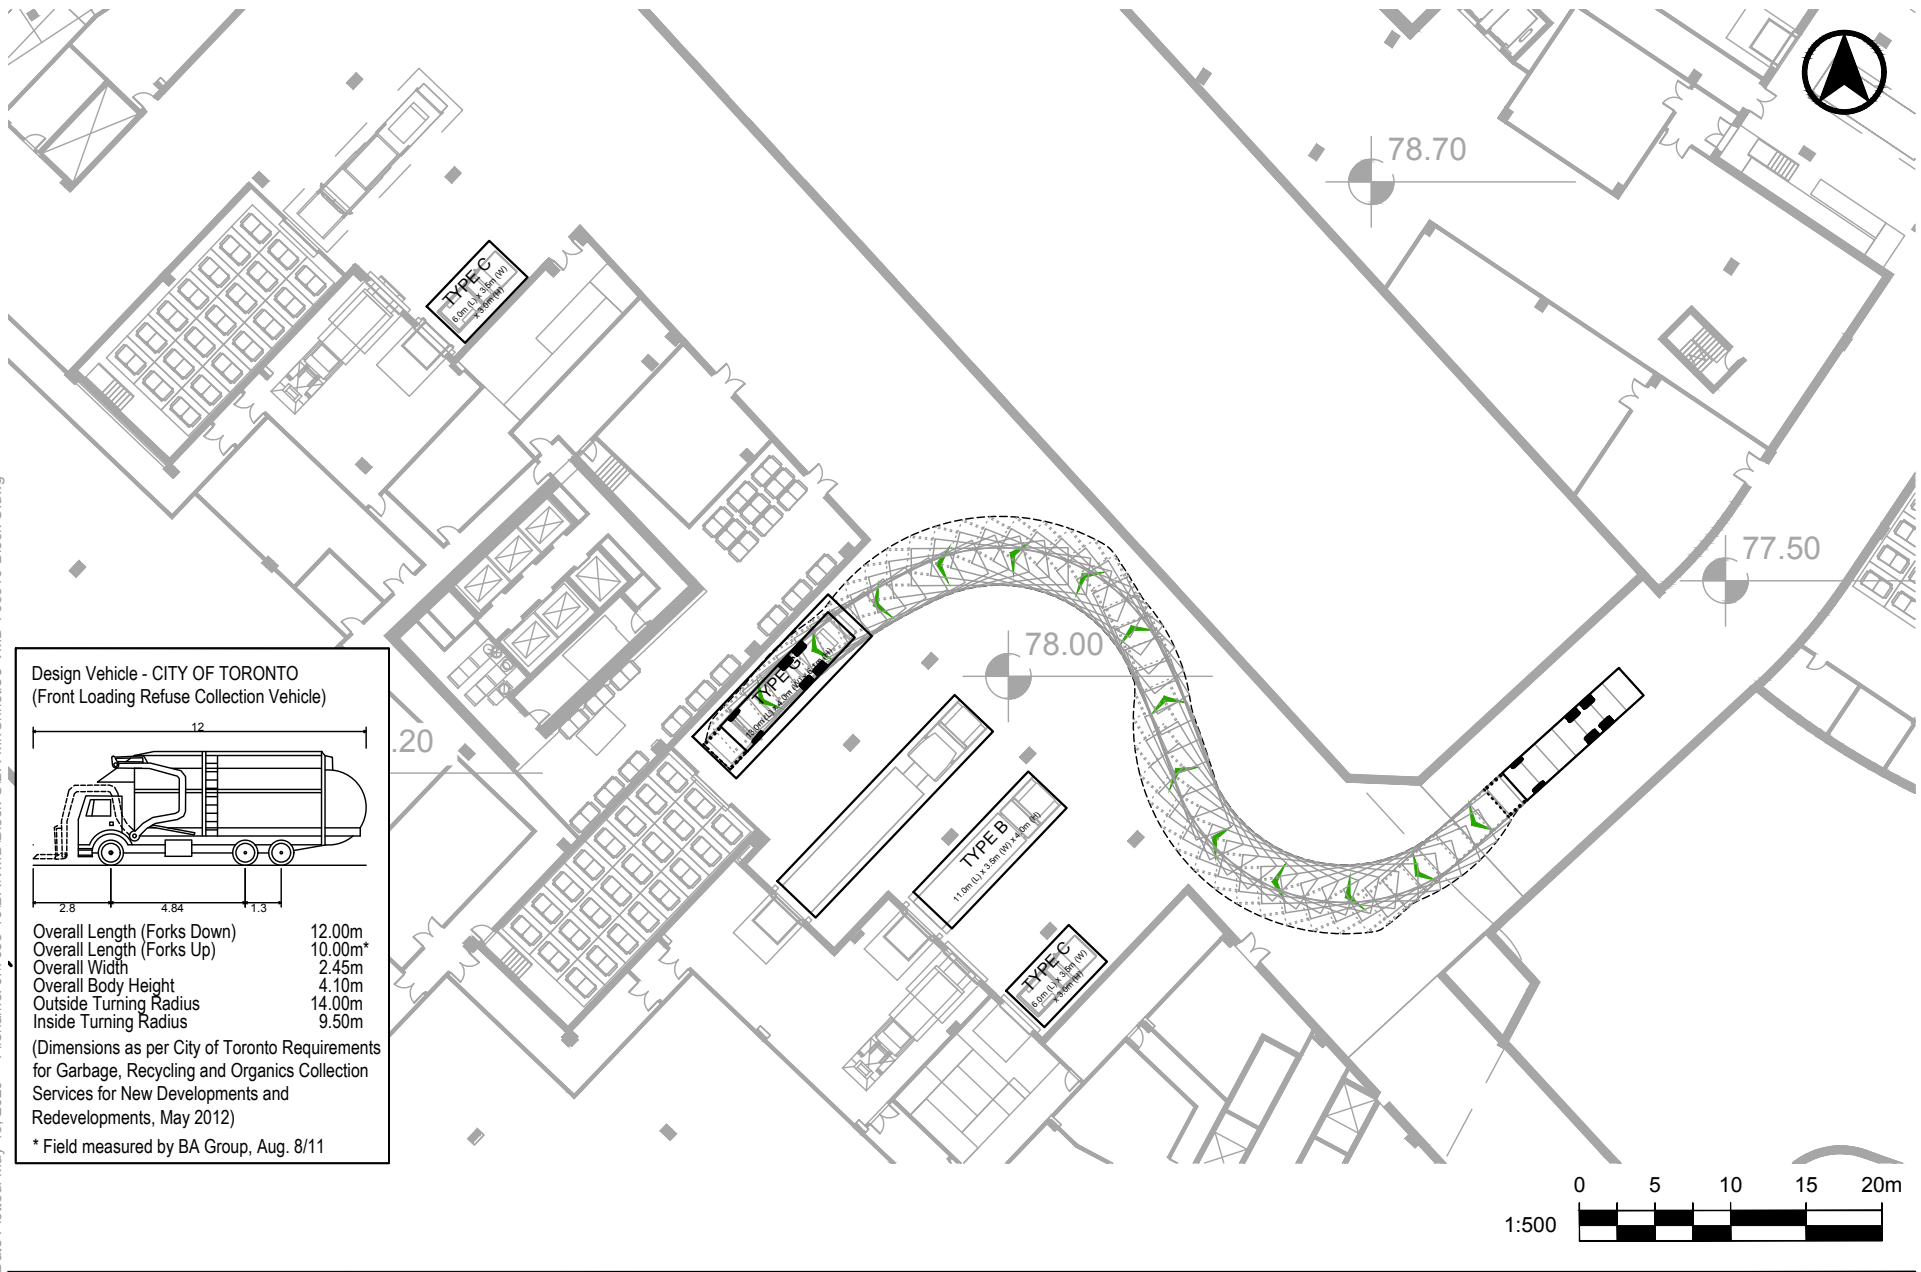 78.70
77.50
78.00
.20
TYPE C
6.0m (L) x 3.5m (W)
x 3.0m (H)
TYPE G
TYPE B
11.0m (L) x 3.5m (W) x 4.0m (H)
TYPE C
6.0m (L) x 3.5m (W)
x 3.0m (H)
Design Vehicle - CITY OF TORONTO
(Front Loading Refuse Collection Vehicle)
12
2.8 4.84 1.3
Overall Length (Forks Down) 12.00m
Overall Length (Forks Up) 10.00m*
Overall Width 2.45m
Overall Body Height 4.10m
Outside Turning Radius 14.00m
Inside Turning Radius 9.50m
(Dimensions as per City of Toronto Requirements
for Garbage, Recycling and Organics Collection
Services for New Developments and
Redevelopments, May 2012)
* Field measured by BA Group, Aug. 8/11
0 5 10 15 20m
1:500